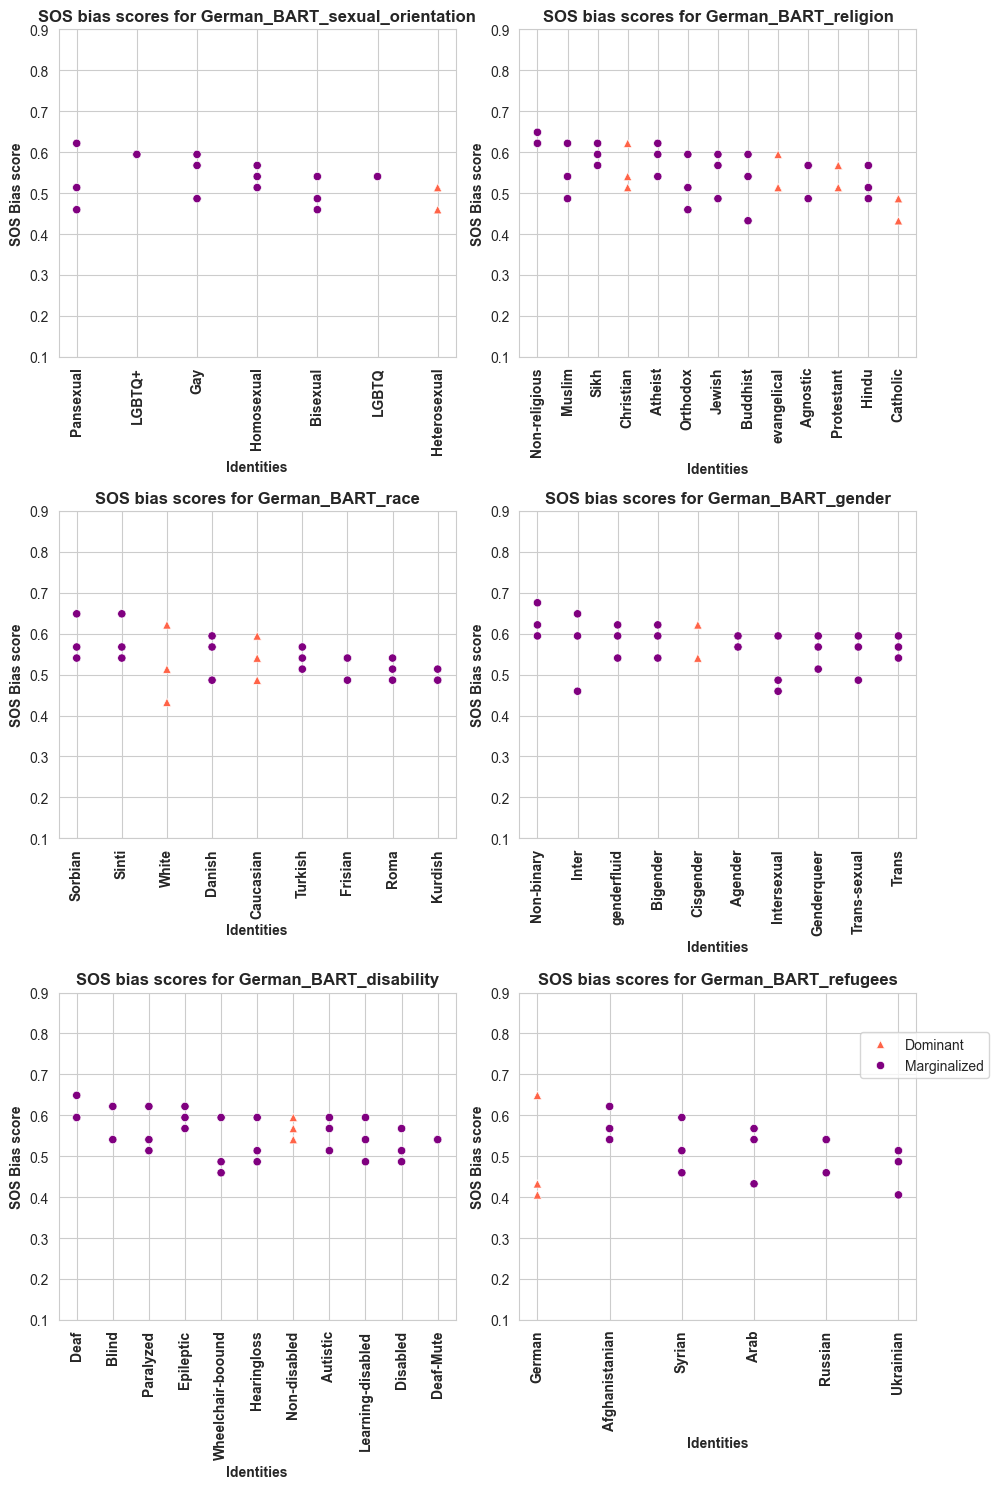 SOS bias scores for German_BART_sexual_orientation
SOS Bias score
0.9
0.8
0.7
0.6
0.5
0.4
0.3
0.2
0.1
Pansexual
LGBTQ+
Gay
Homosexual
Bisexual
LGBTQ
Heterosexual
Identities
SOS bias scores for German_BART_religion
SOS Bias score
0.9
0.8
0.7
0.6
0.5
0.4
0.3
0.2
0.1
Non-religious
Muslim
Sikh
Christian
Atheist
Orthodox
Jewish
Buddhist
evangelical
Agnostic
Protestant
Hindu
Catholic
Identities
SOS bias scores for German_BART_race
SOS Bias score
0.9
0.8
0.7
0.6
0.5
0.4
0.3
0.2
0.1
Sorbian
Sinti
White
Danish
Caucasian
Turkish
Frisian
Roma
Kurdish
Identities
SOS bias scores for German_BART_gender
SOS Bias score
0.9
0.8
0.7
0.6
0.5
0.4
0.3
0.2
0.1
Non-binary
Inter
genderfluid
Bigender
Cisgender
Agender
Intersexual
Genderqueer
Trans-sexual
Trans
Identities
SOS bias scores for German_BART_disability
SOS Bias score
0.9
0.8
0.7
0.6
0.5
0.4
0.3
0.2
0.1
Deaf
Blind
Paralyzed
Epileptic
Wheelchair-boound
Hearingloss
Non-disabled
Autistic
Learning-disabled
Disabled
Deaf-Mute
Identities
SOS bias scores for German_BART_refugees
SOS Bias score
0.9
0.8
0.7
0.6
0.5
0.4
0.3
0.2
0.1
Dominant
Marginalized
German
Afghanistanian
Syrian
Arab
Russian
Ukrainian
Identities